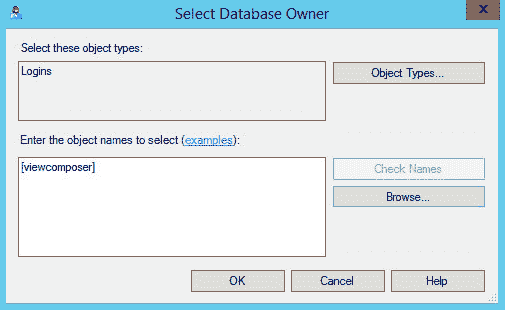 Select Database Owner
X
Select these object types:
Logins
Object Types...
Enter the object names to select (examples):
[viewcomposer]
Check Names
Browse...
OK
Cancel
Help